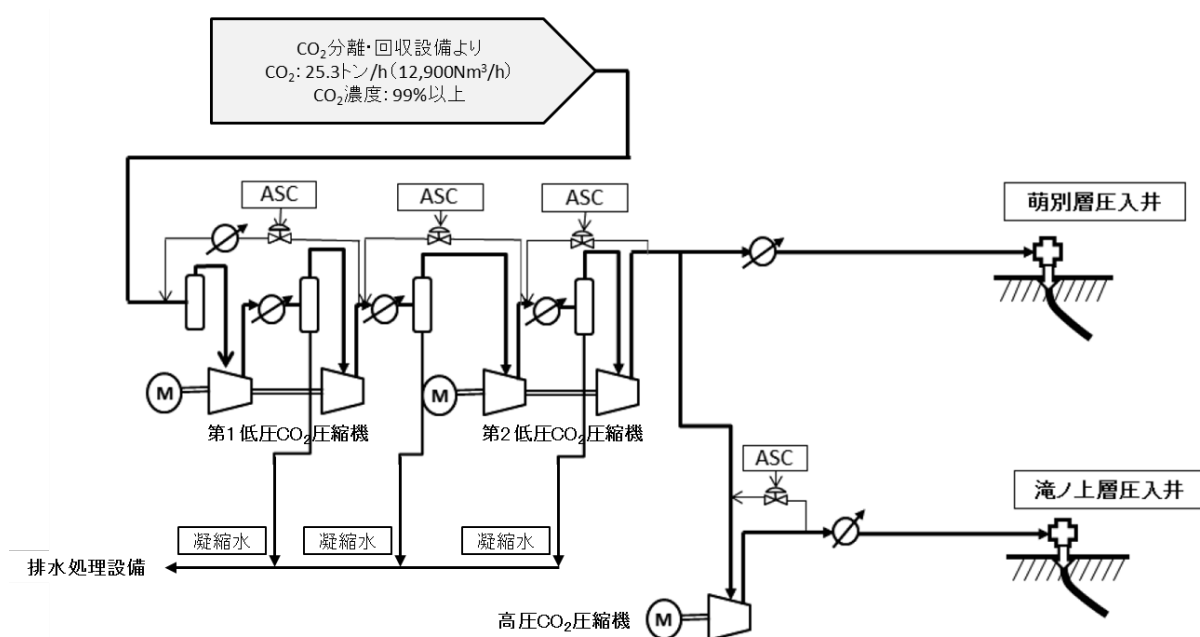 CO₂分離・回収設備より
CO₂：25.3トン/h（12,900Nm³/h）
CO₂濃度：99%以上
ASC
ASC
ASC
萌別層圧入井
M
M
第1低圧CO₂圧縮機
第2低圧CO₂圧縮機
ASC
滝ノ上層圧入井
凝縮水
凝縮水
凝縮水
排水処理設備
高圧CO₂圧縮機
M